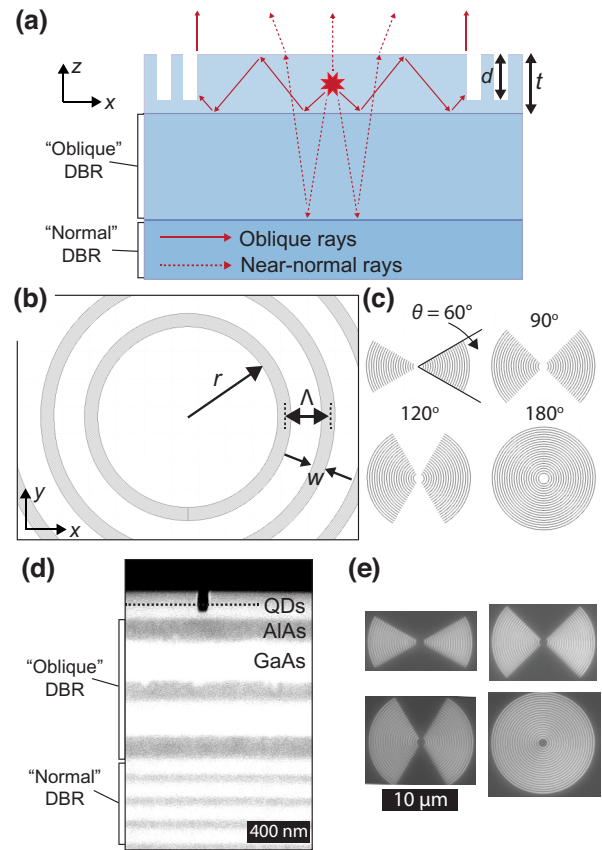 (a)
z
x
d
t
“Oblique”
DBR
“Normal”
DBR
Oblique rays
Near-normal rays
(b)
r
Λ
w
y
x
(c)
θ = 60°
90°
120°
180°
(d)
QDs
AlAs
GaAs
“Oblique”
DBR
“Normal”
DBR
400 nm
(e)
10 μm